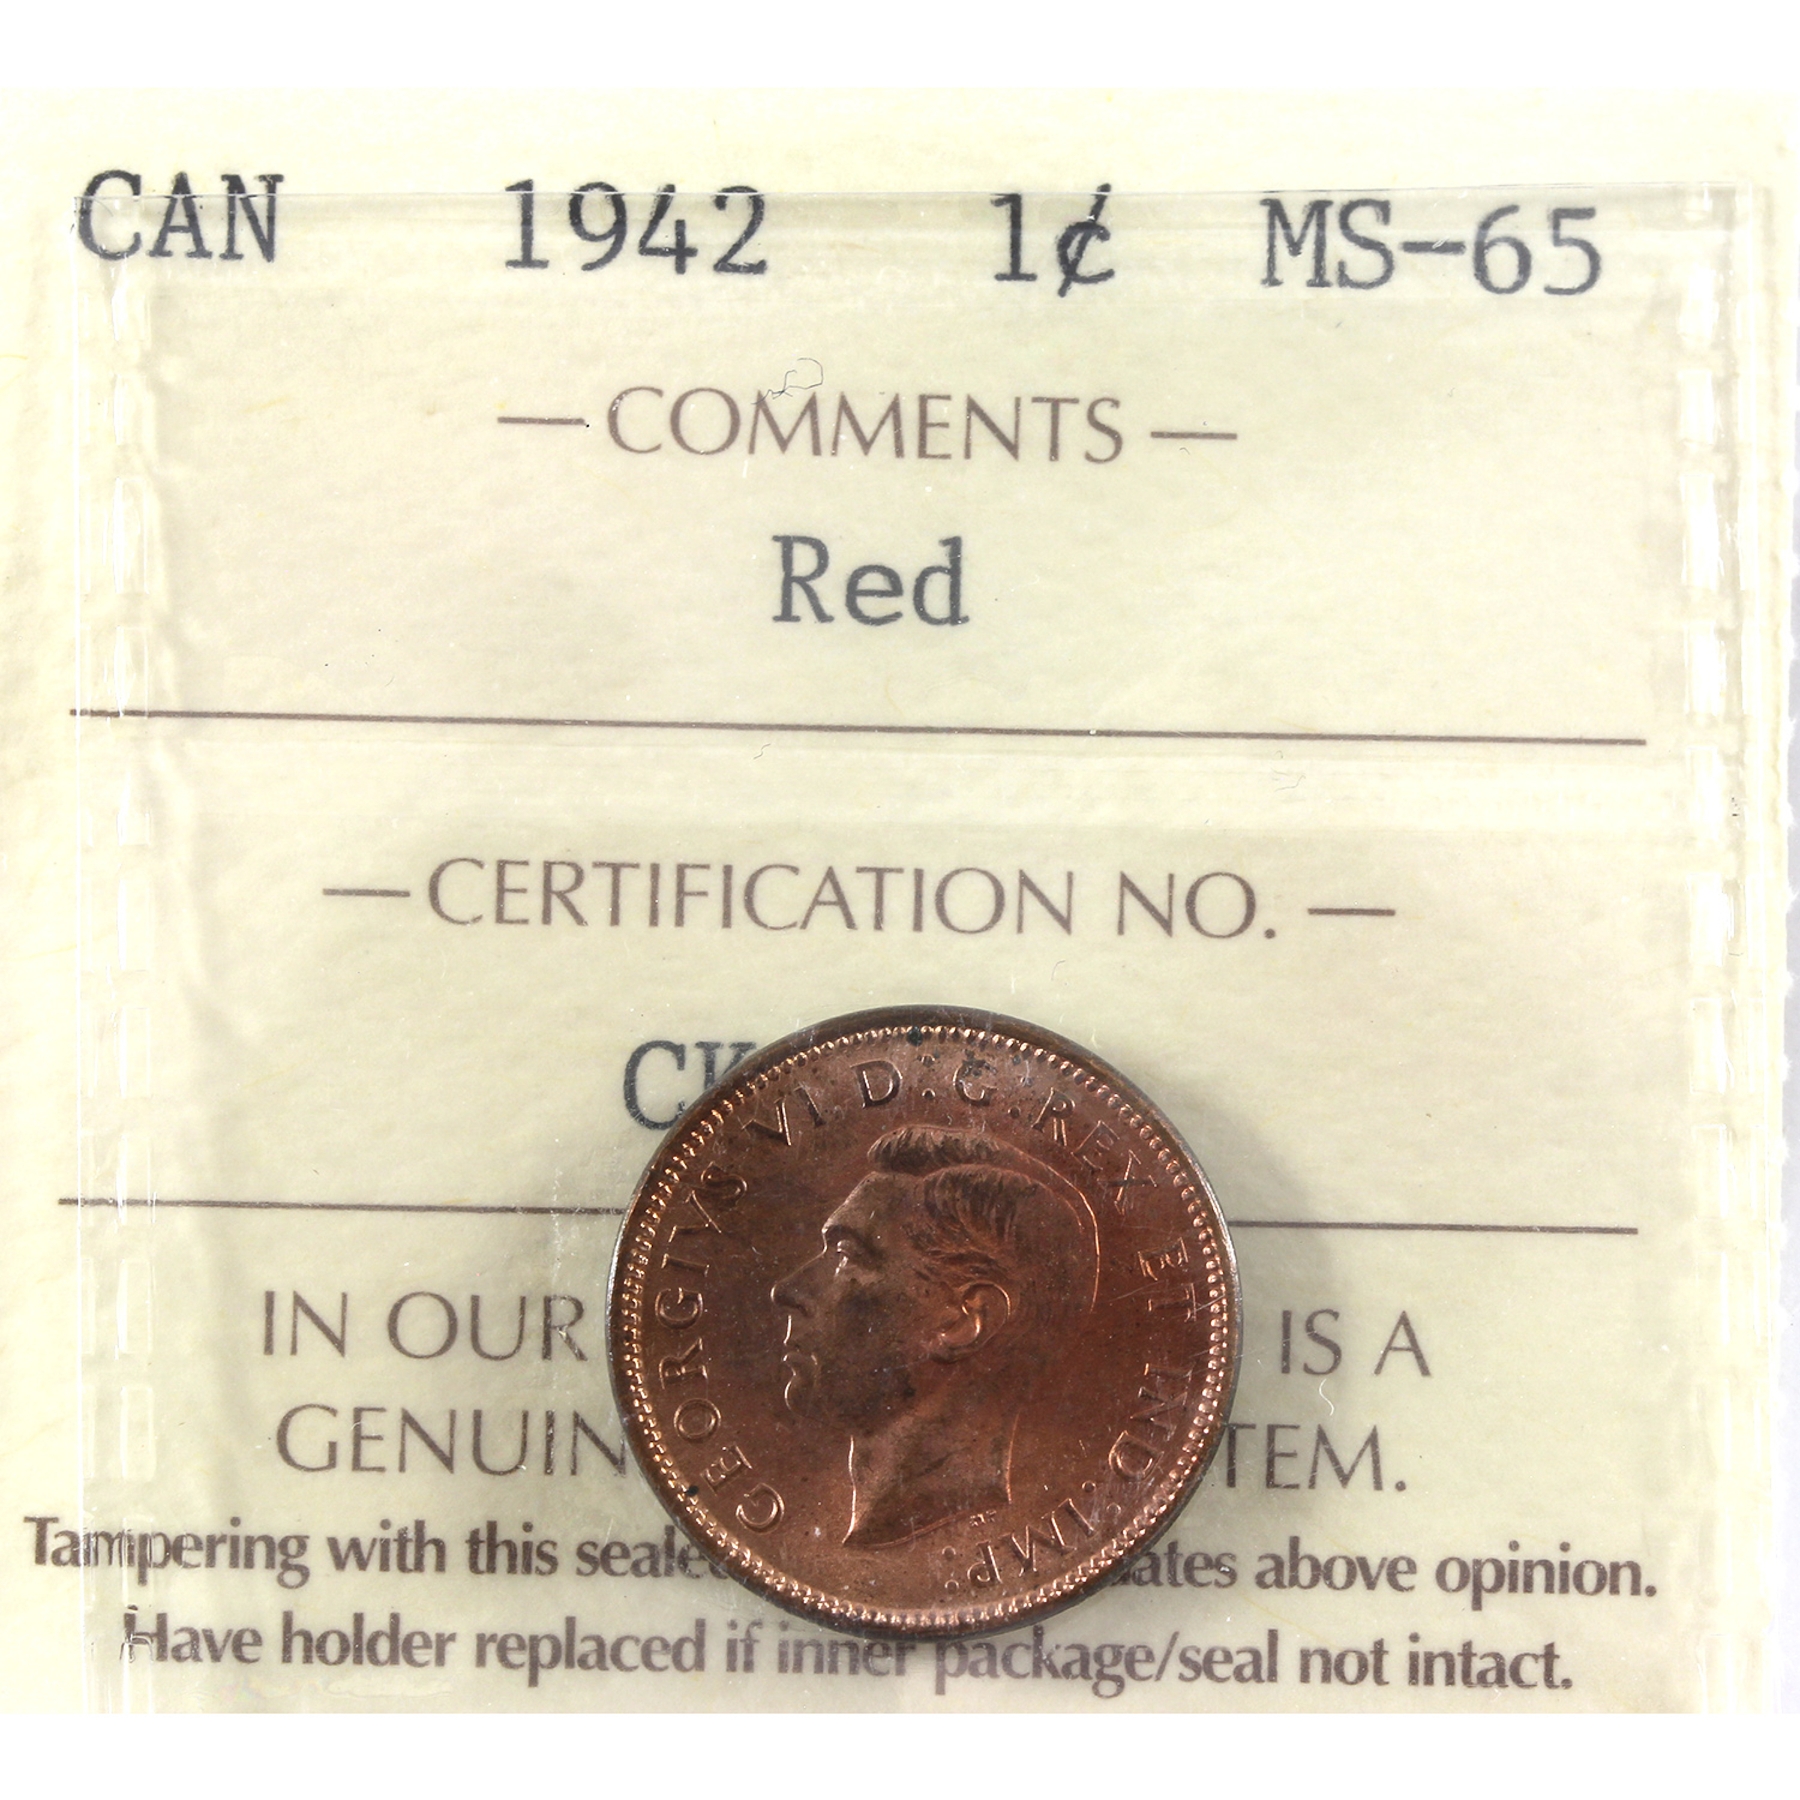 CAN 1942 1¢ MS-65
— COMMENTS —
Red
— CERTIFICATION NO. —
GEORGIVS VI D:G:REX ET IND:IMP:
IN OUR IS A
GENUIN TEM.
Tampering with this seale ates above opinion.
Have holder replaced if inner package/seal not intact.